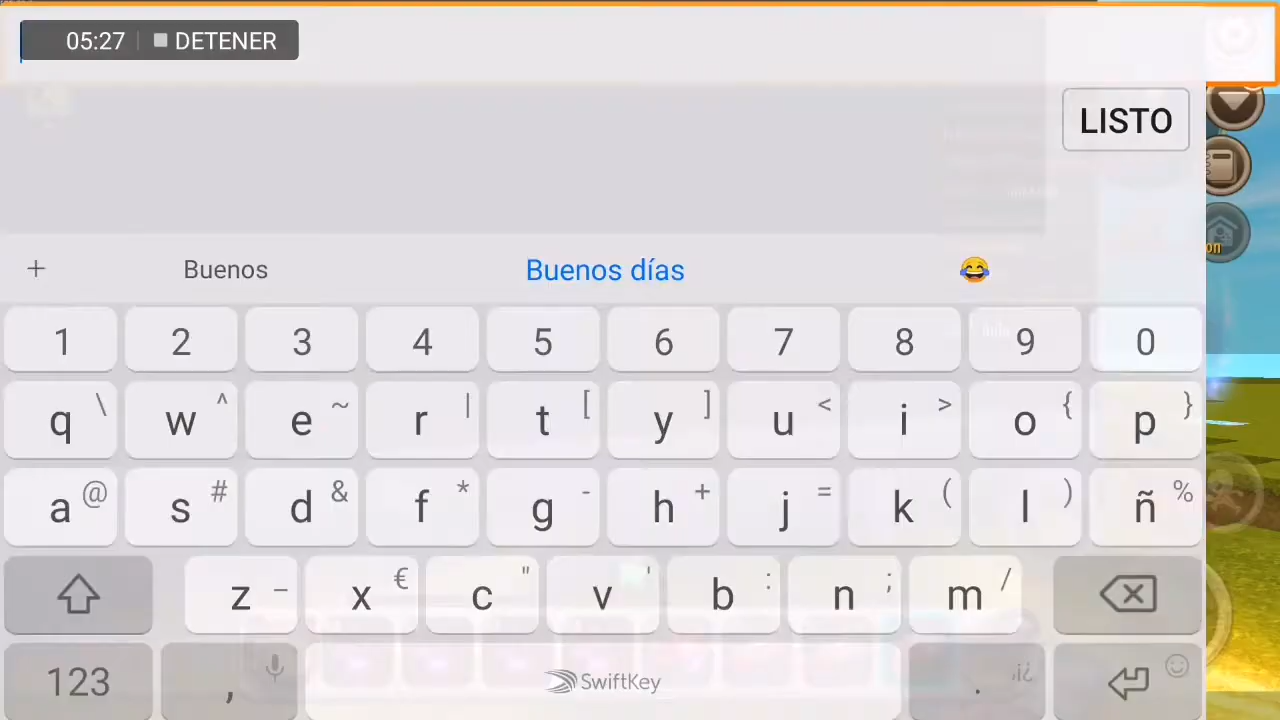 05:27 DETENER
LISTO
+ Buenos Buenos días 😂
1 2 3 4 5 6 7 8 9 0
q \ w ^ e ~ r | t [ y ] u < i > o { p }
on
a @ s # d & f * g - h + j = k ( l ) ñ %
z _ x € c " v ' b : n ; m /
123 , SwiftKey . ¡¿